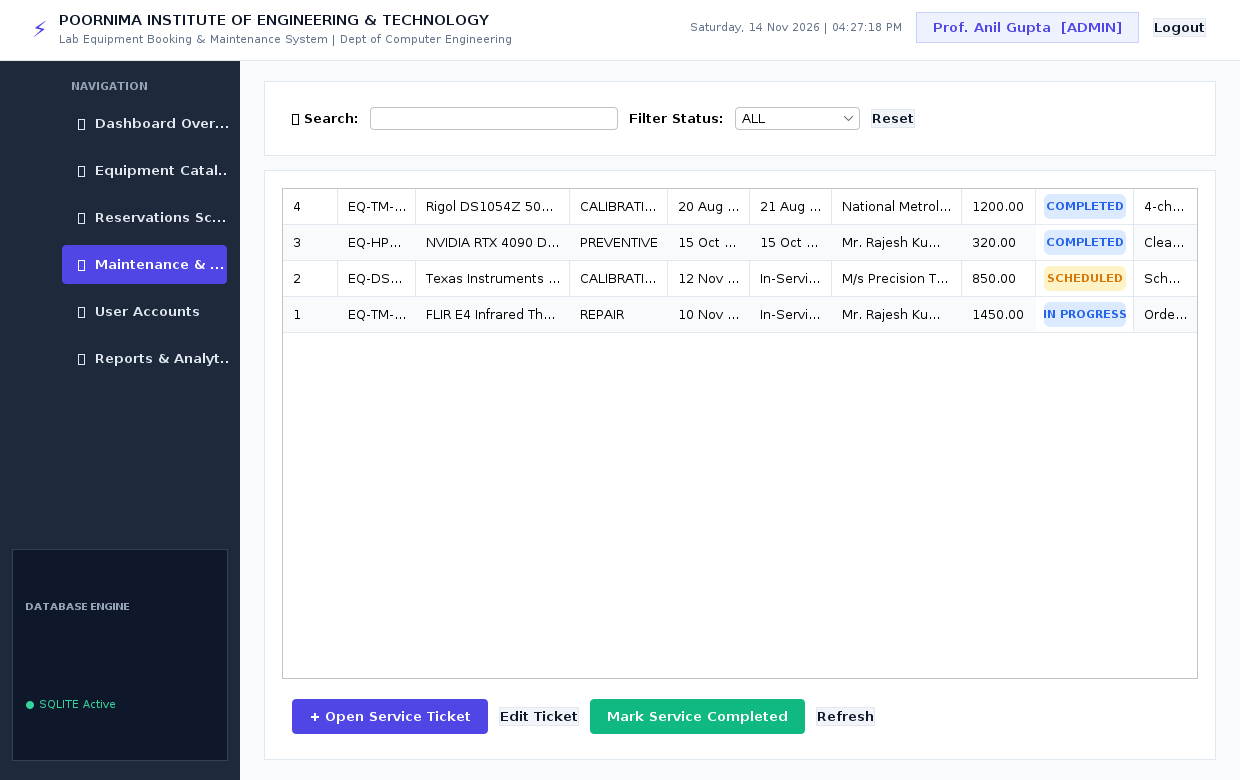 ⚡ POORNIMA INSTITUTE OF ENGINEERING & TECHNOLOGY
Lab Equipment Booking & Maintenance System | Dept of Computer Engineering
Saturday, 14 Nov 2026 | 04:27:18 PM
Prof. Anil Gupta [ADMIN]
Logout
NAVIGATION
Dashboard Over...
Equipment Catal..
Reservations Sc...
Maintenance & ...
User Accounts
Reports & Analyt..
DATABASE ENGINE
● SQLITE Active
Search:
Filter Status: ALL Reset
4 EQ-TM-... Rigol DS1054Z 50... CALIBRATI... 20 Aug ... 21 Aug ... National Metrol... 1200.00 COMPLETED 4-ch...
3 EQ-HP... NVIDIA RTX 4090 D... PREVENTIVE 15 Oct ... 15 Oct ... Mr. Rajesh Ku... 320.00 COMPLETED Clea...
2 EQ-DS... Texas Instruments ... CALIBRATI... 12 Nov ... In-Servi... M/s Precision T... 850.00 SCHEDULED Sch...
1 EQ-TM-... FLIR E4 Infrared Th... REPAIR 10 Nov ... In-Servi... Mr. Rajesh Ku... 1450.00 IN PROGRESS Orde...
+ Open Service Ticket
Edit Ticket
Mark Service Completed
Refresh